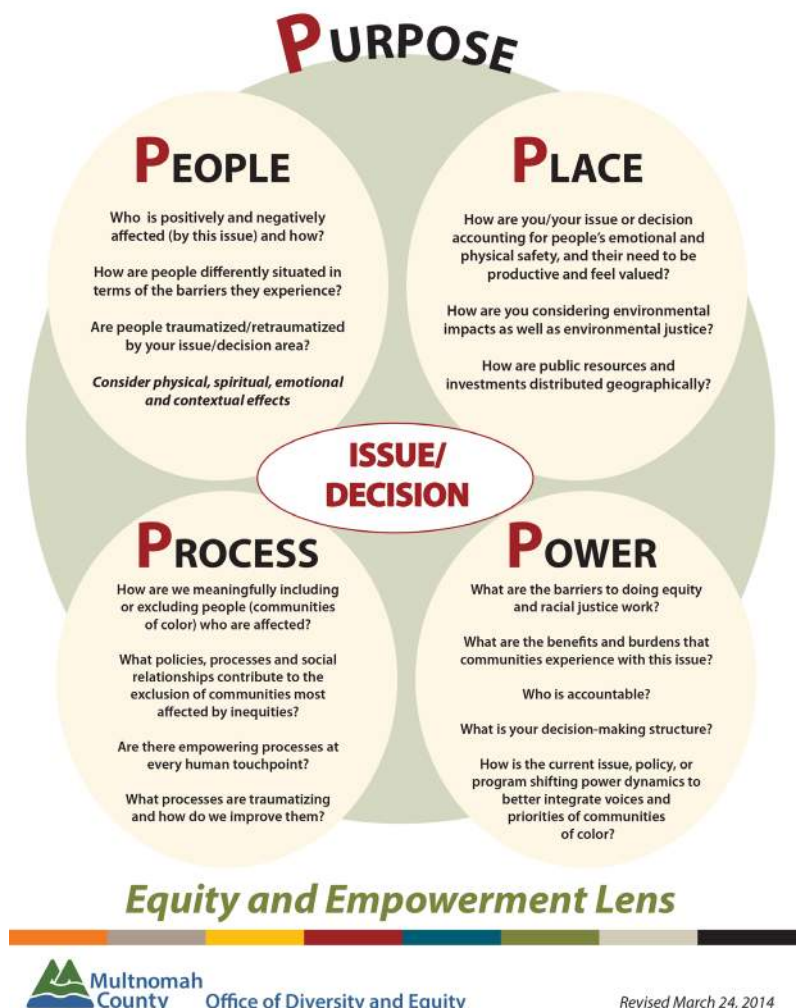 PURPOSE
PEOPLE
Who is positively and negatively
affected (by this issue) and how?
How are people differently situated in
terms of the barriers they experience?
Are people traumatized/retraumatized
by your issue/decision area?
Consider physical, spiritual, emotional
and contextual effects
PLACE
How are you/your issue or decision
accounting for people's emotional and
physical safety, and their need to be
productive and feel valued?
How are you considering environmental
impacts as well as environmental justice?
How are public resources and
investments distributed geographically?
ISSUE/
DECISION
PROCESS
How are we meaningfully including
or excluding people (communities
of color) who are affected?
What policies, processes and social
relationships contribute to the
exclusion of communities most
affected by inequities?
Are there empowering processes at
every human touchpoint?
What processes are traumatizing
and how do we improve them?
POWER
What are the barriers to doing equity
and racial justice work?
What are the benefits and burdens that
communities experience with this issue?
Who is accountable?
What is your decision-making structure?
How is the current issue, policy, or
program shifting power dynamics to
better integrate voices and
priorities of communities
of color?
Equity and Empowerment Lens
Multnomah
County
Office of Diversity and Equity
Revised March 24, 2014